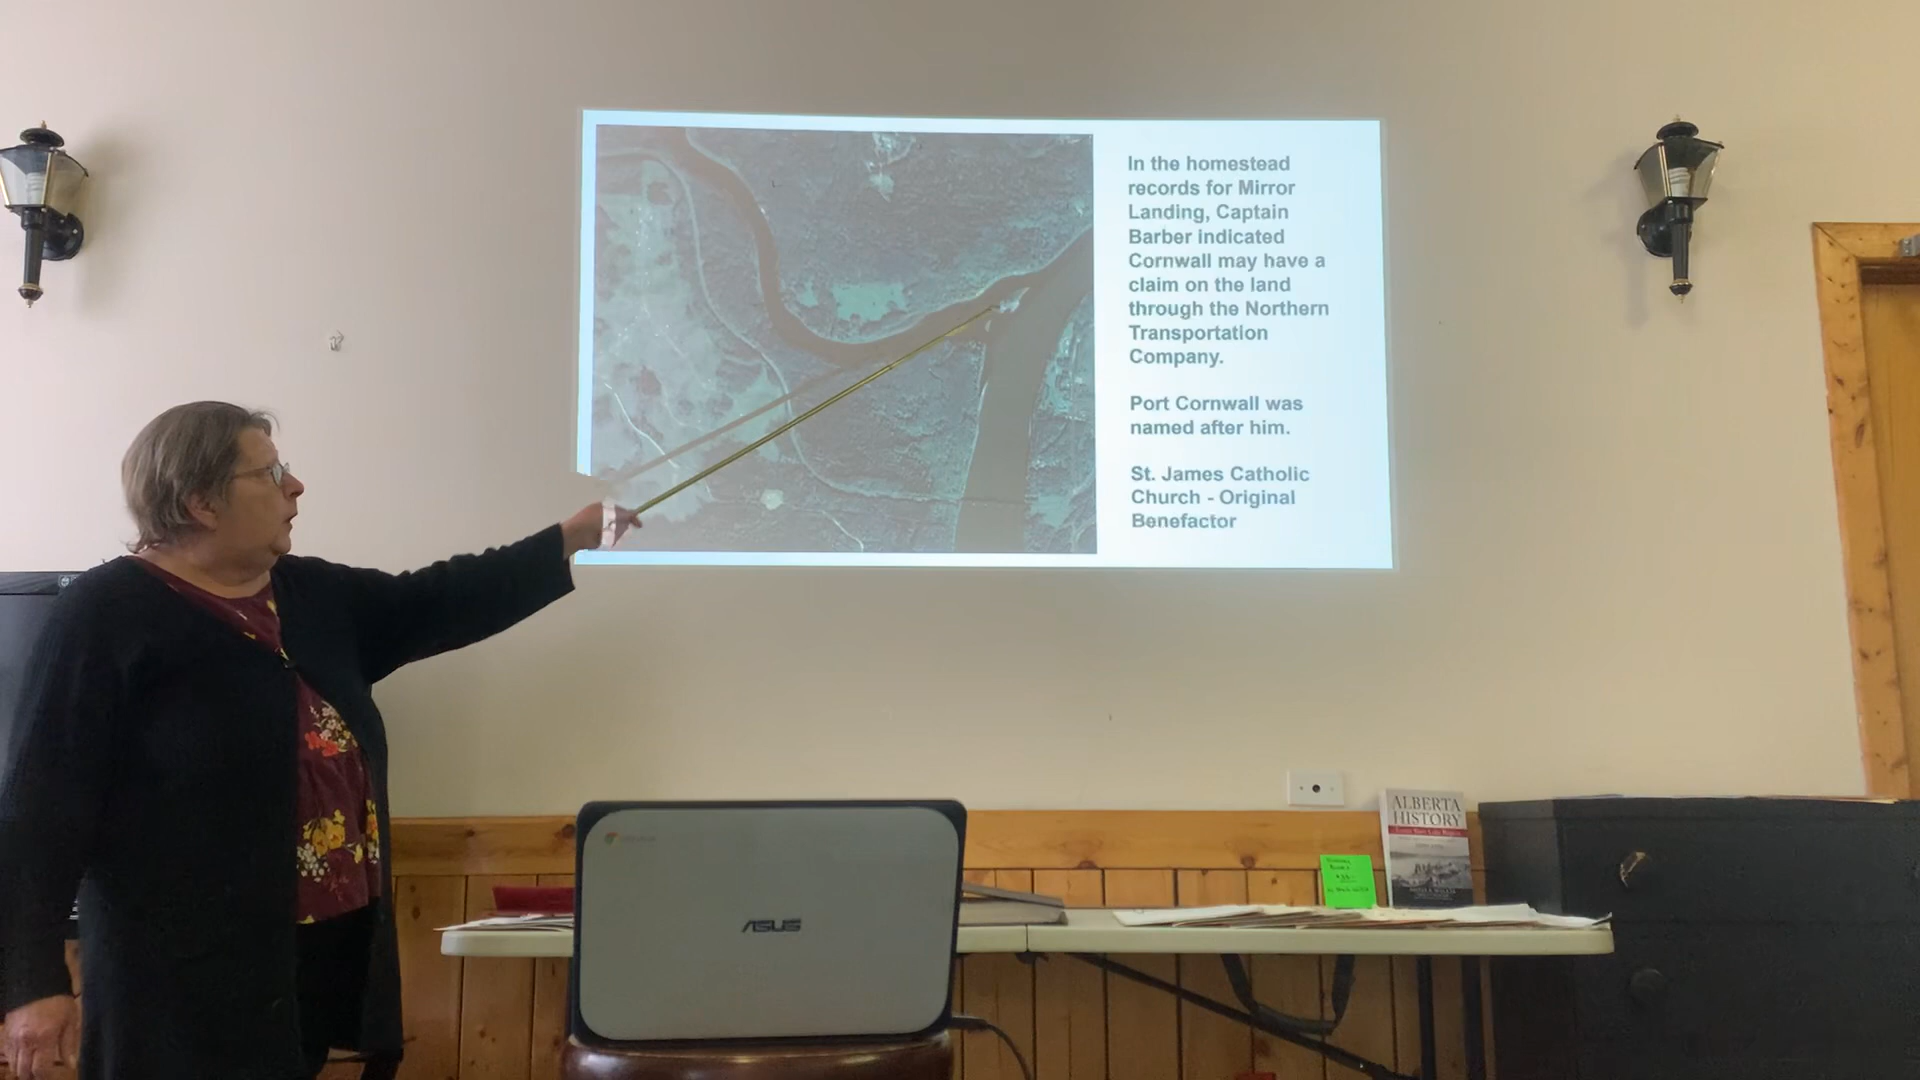 In the homestead
records for Mirror
Landing, Captain
Barber indicated
Cornwall may have a
claim on the land
through the Northern
Transportation
Company.
Port Cornwall was
named after him.
St. James Catholic
Church - Original
Benefactor
ALBERTA
HISTORY
ASUS